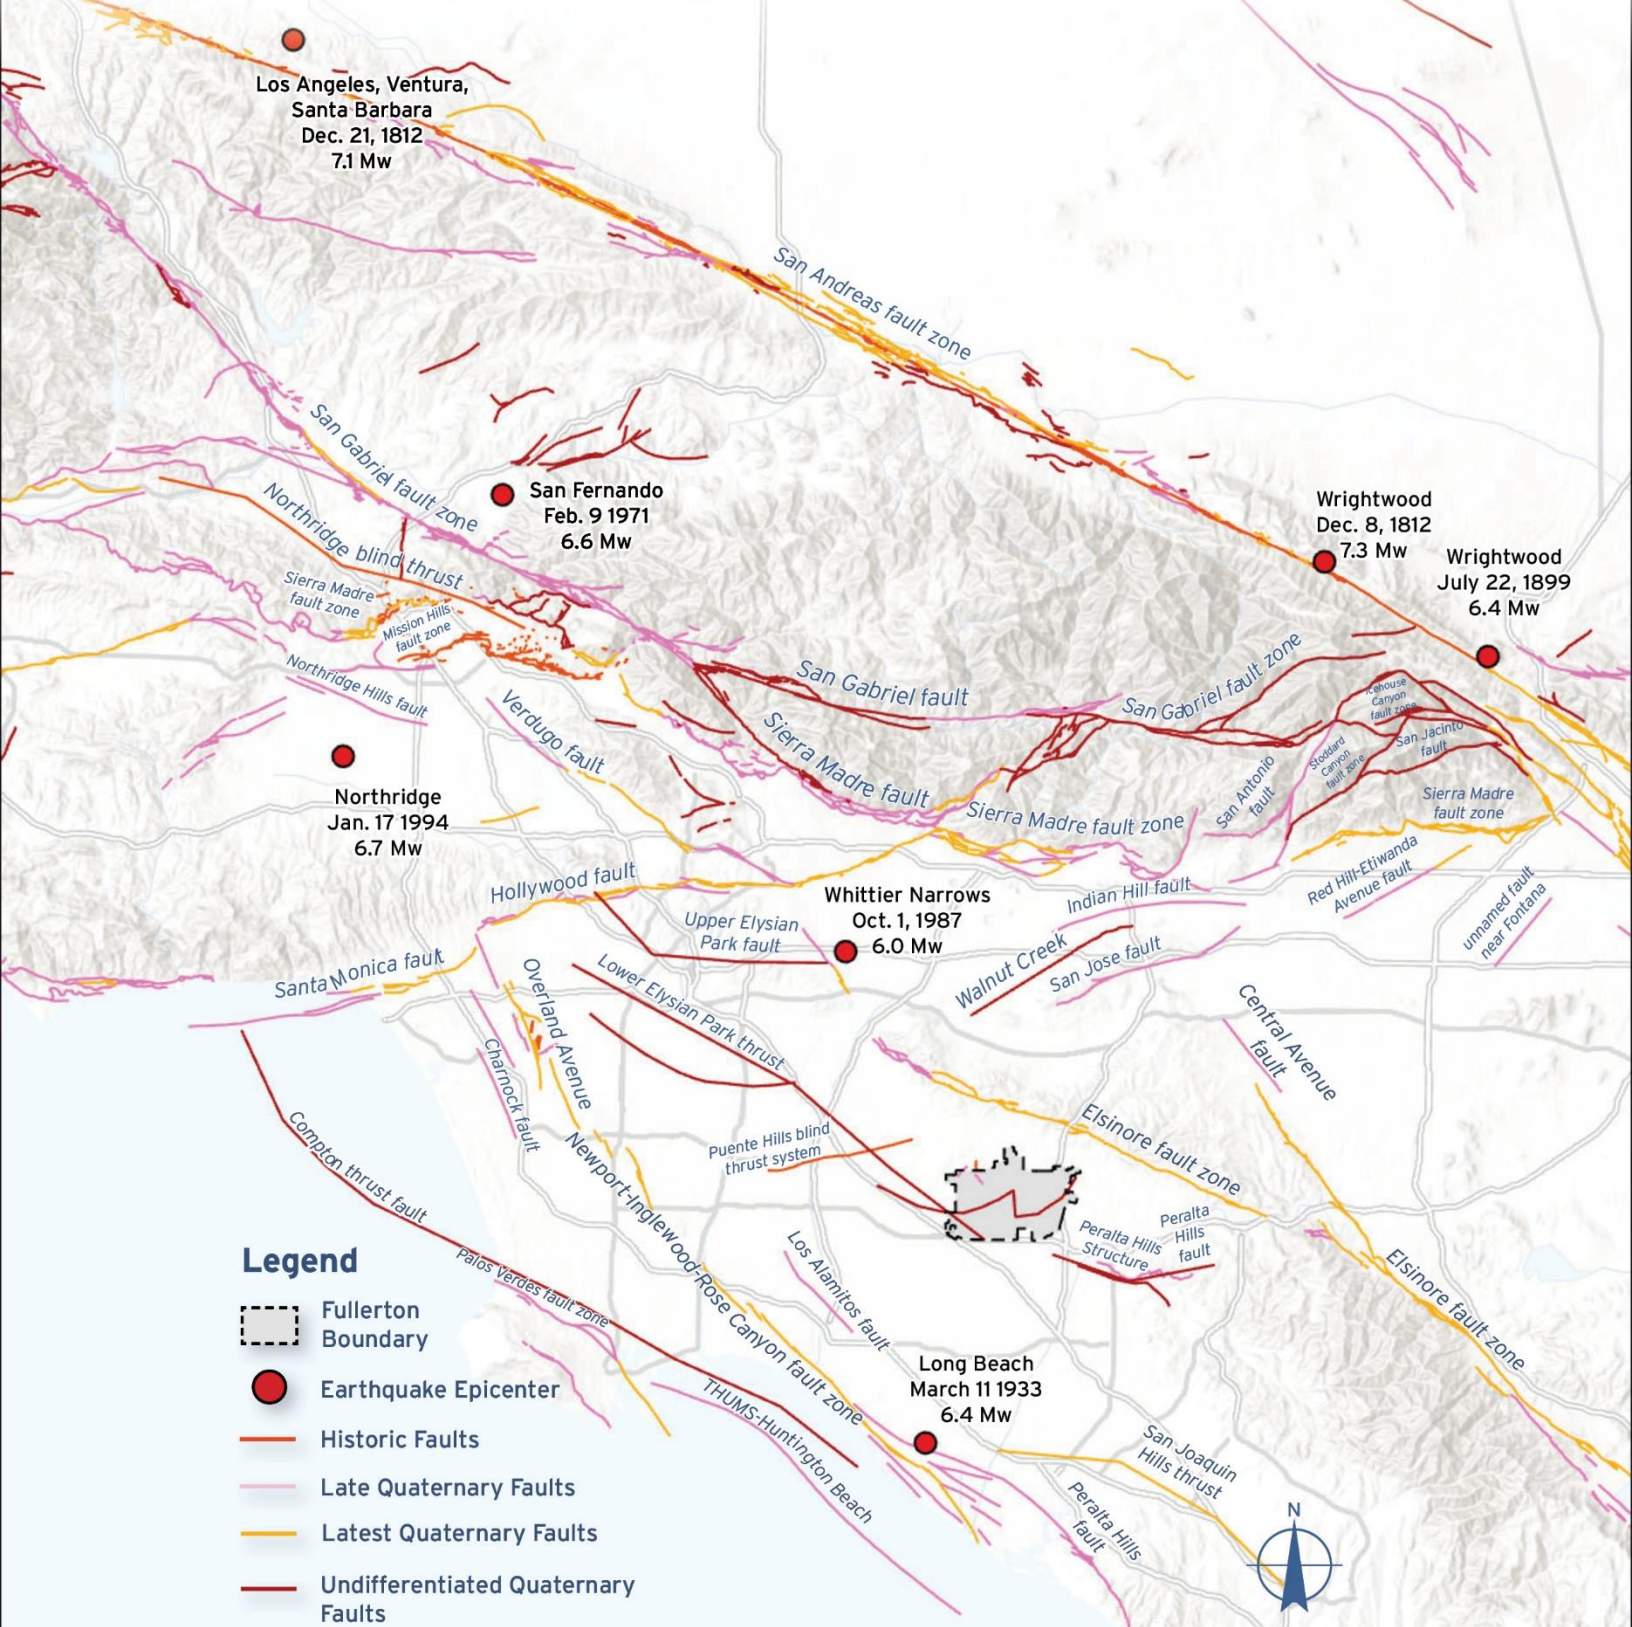 Los Angeles, Ventura,
Santa Barbara
Dec. 21, 1812
7.1 Mw
San Andreas fault zone
San Gabriel fault zone
San Fernando
Feb. 9 1971
6.6 Mw
Wrightwood
Dec. 8, 1812
7.3 Mw
Wrightwood
July 22, 1899
6.4 Mw
Northridge blind thrust
Sierra Madre
fault zone
Mission Hills
fault zone
Northridge Hills fault
Verdugo fault
San Gabriel fault
San Gabriel fault zone
Icehouse
Canyon
fault zone
San Jacinto
fault
Stoddard
Canyon
fault zone
San Antonio
fault
Sierra Madre fault
Sierra Madre fault zone
Sierra Madre
fault zone
Northridge
Jan. 17 1994
6.7 Mw
Hollywood fault
Whittier Narrows
Oct. 1, 1987
6.0 Mw
Upper Elysian
Park fault
Indian Hill fault
Red Hill-Etiwanda
Avenue fault
unnamed fault
near Fontana
Walnut Creek
San Jose fault
Santa Monica fault
Overland Avenue
Lower Elysian Park thrust
Central Avenue
fault
Charnock fault
Compton thrust fault
Puente Hills blind
thrust system
Elsinore fault zone
Newport-Inglewood-Rose Canyon fault zone
Peralta Hills
Structure
Peralta
Hills
fault
Los Alamitos fault
Palos Verdes fault zone
Elsinore fault zone
THUMS-Huntington Beach
Long Beach
March 11 1933
6.4 Mw
San Joaquin
Hills thrust
Peralta Hills
fault
N
Legend
Fullerton
Boundary
Earthquake Epicenter
Historic Faults
Late Quaternary Faults
Latest Quaternary Faults
Undifferentiated Quaternary
Faults